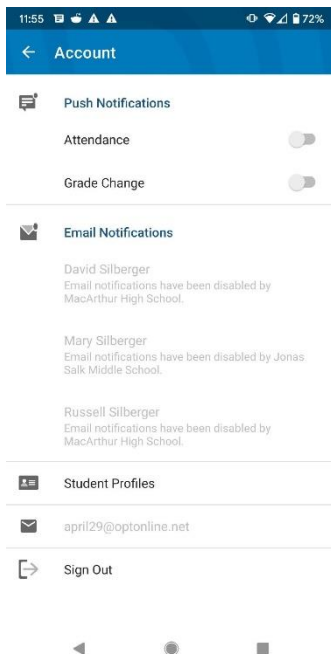 11:55
72%
Account
Push Notifications
Attendance
Grade Change
Email Notifications
David Silberger
Email notifications have been disabled by
MacArthur High School.
Mary Silberger
Email notifications have been disabled by Jonas
Salk Middle School.
Russell Silberger
Email notifications have been disabled by
MacArthur High School.
Student Profiles
april29@optonline.net
Sign Out